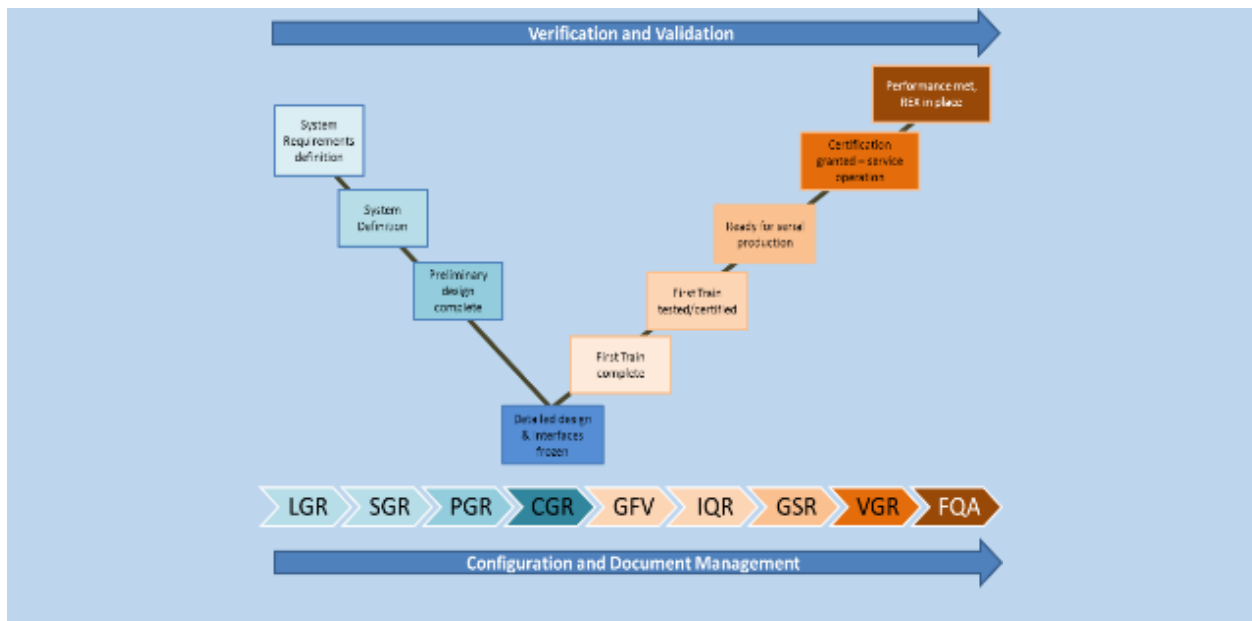 Verification and Validation
Performance met,
REX in place
System
Requirements
definition
Certification
granted – service
operation
System
Definition
Ready for serial
production
Preliminary
design
complete
First Train
tested/certified
First Train
complete
Detailed design
& interfaces
frozen
LGR SGR PGR CGR GFV IQR GSR VGR FQA
Configuration and Document Management